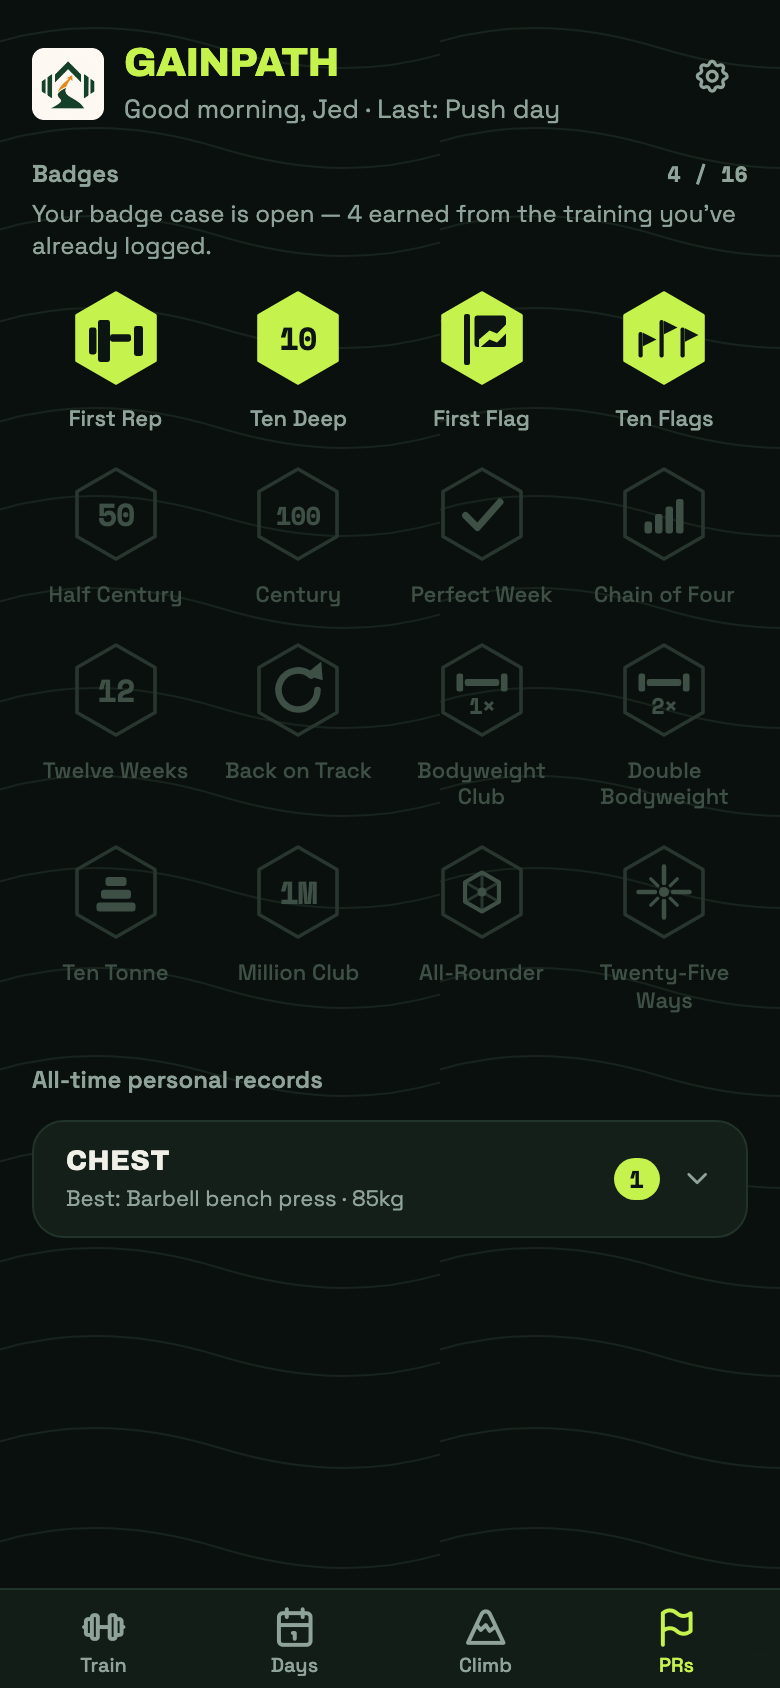 GAINPATH
Good morning, Jed · Last: Push day
Badges
4 / 16
Your badge case is open — 4 earned from the training you've
already logged.
10
First Rep
Ten Deep
First Flag
Ten Flags
50
100
Half Century
Century
Perfect Week
Chain of Four
12
1×
2×
Twelve Weeks
Back on Track
Bodyweight
Club
Double
Bodyweight
1M
Ten Tonne
Million Club
All-Rounder
Twenty-Five
Ways
All-time personal records
CHEST
Best: Barbell bench press · 85kg
1
Train
Days
Climb
PRs